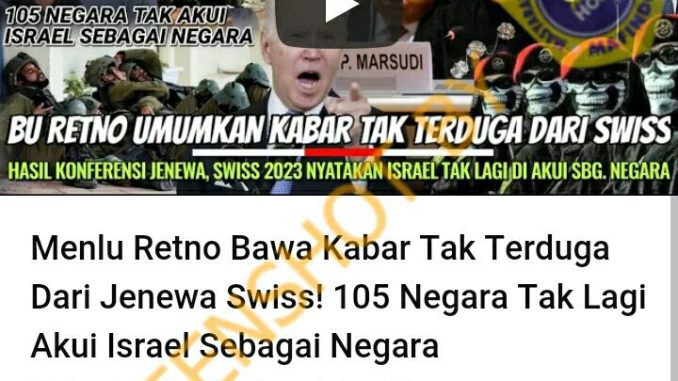 105 NEGARA TAK AKUI
ISRAEL SEBAGAI NEGARA
P. MARSUDI
BU RETNO UMUMKAN KABAR TAK TERDUGA DARI SWISS
HASIL KONFERENSI JENEWA, SWISS 2023 NYATAKAN ISRAEL TAK LAGI DI AKUI SBG. NEGARA
Menlu Retno Bawa Kabar Tak Terduga
Dari Jenewa Swiss! 105 Negara Tak Lagi
Akui Israel Sebagai Negara